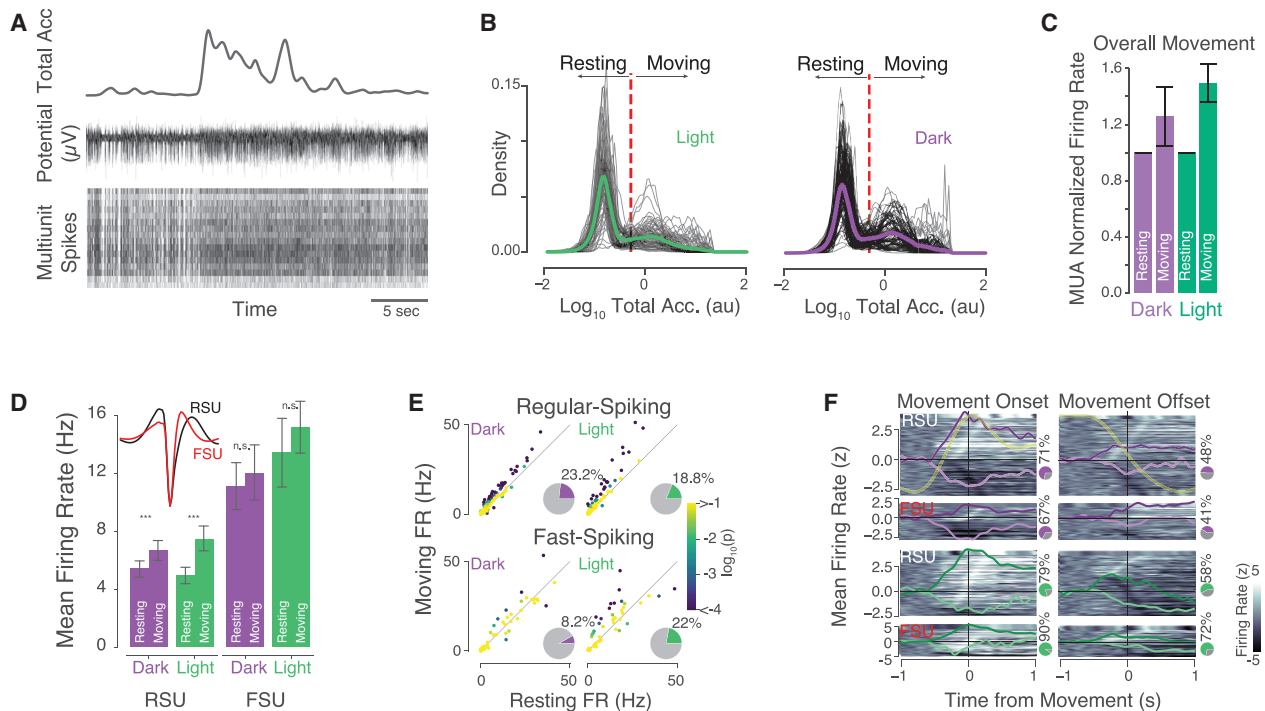 A
Total Acc
Potential
(µV)
Multiunit
Spikes
Time
5 sec
B
Resting
Moving
0.15
Light
Density
0.00
-2
0
2
Log10 Total Acc. (au)
Resting
Moving
Dark
-2
0
2
Log10 Total Acc. (au)
C
Overall Movement
MUA Normalized Firing Rate
1.6
1.2
0.8
0.4
0.0
Resting
Moving
Resting
Moving
Dark
Light
D
Mean Firing Rate (Hz)
16
12
8
4
0
RSU
FSU
***
***
n.s.
n.s.
Resting
Moving
Resting
Moving
Dark
Light
Dark
Light
RSU
FSU
E
Moving FR (Hz)
Regular-Spiking
50
Dark
Light
23.2%
18.8%
0
>-1
-2
-3
<-4
log10(p)
Fast-Spiking
50
Dark
Light
8.2%
22%
0
0
50
0
50
Resting FR (Hz)
F
Movement Onset
Movement Offset
Mean Firing Rate (z)
RSU
2.5
0.0
-2.5
71%
48%
FSU
2.5
0.0
67%
41%
RSU
2.5
0.0
-2.5
79%
58%
FSU
5
0
-5
90%
72%
-1
0
1
-1
0
1
Time from Movement (s)
5
-5
Firing Rate (z)